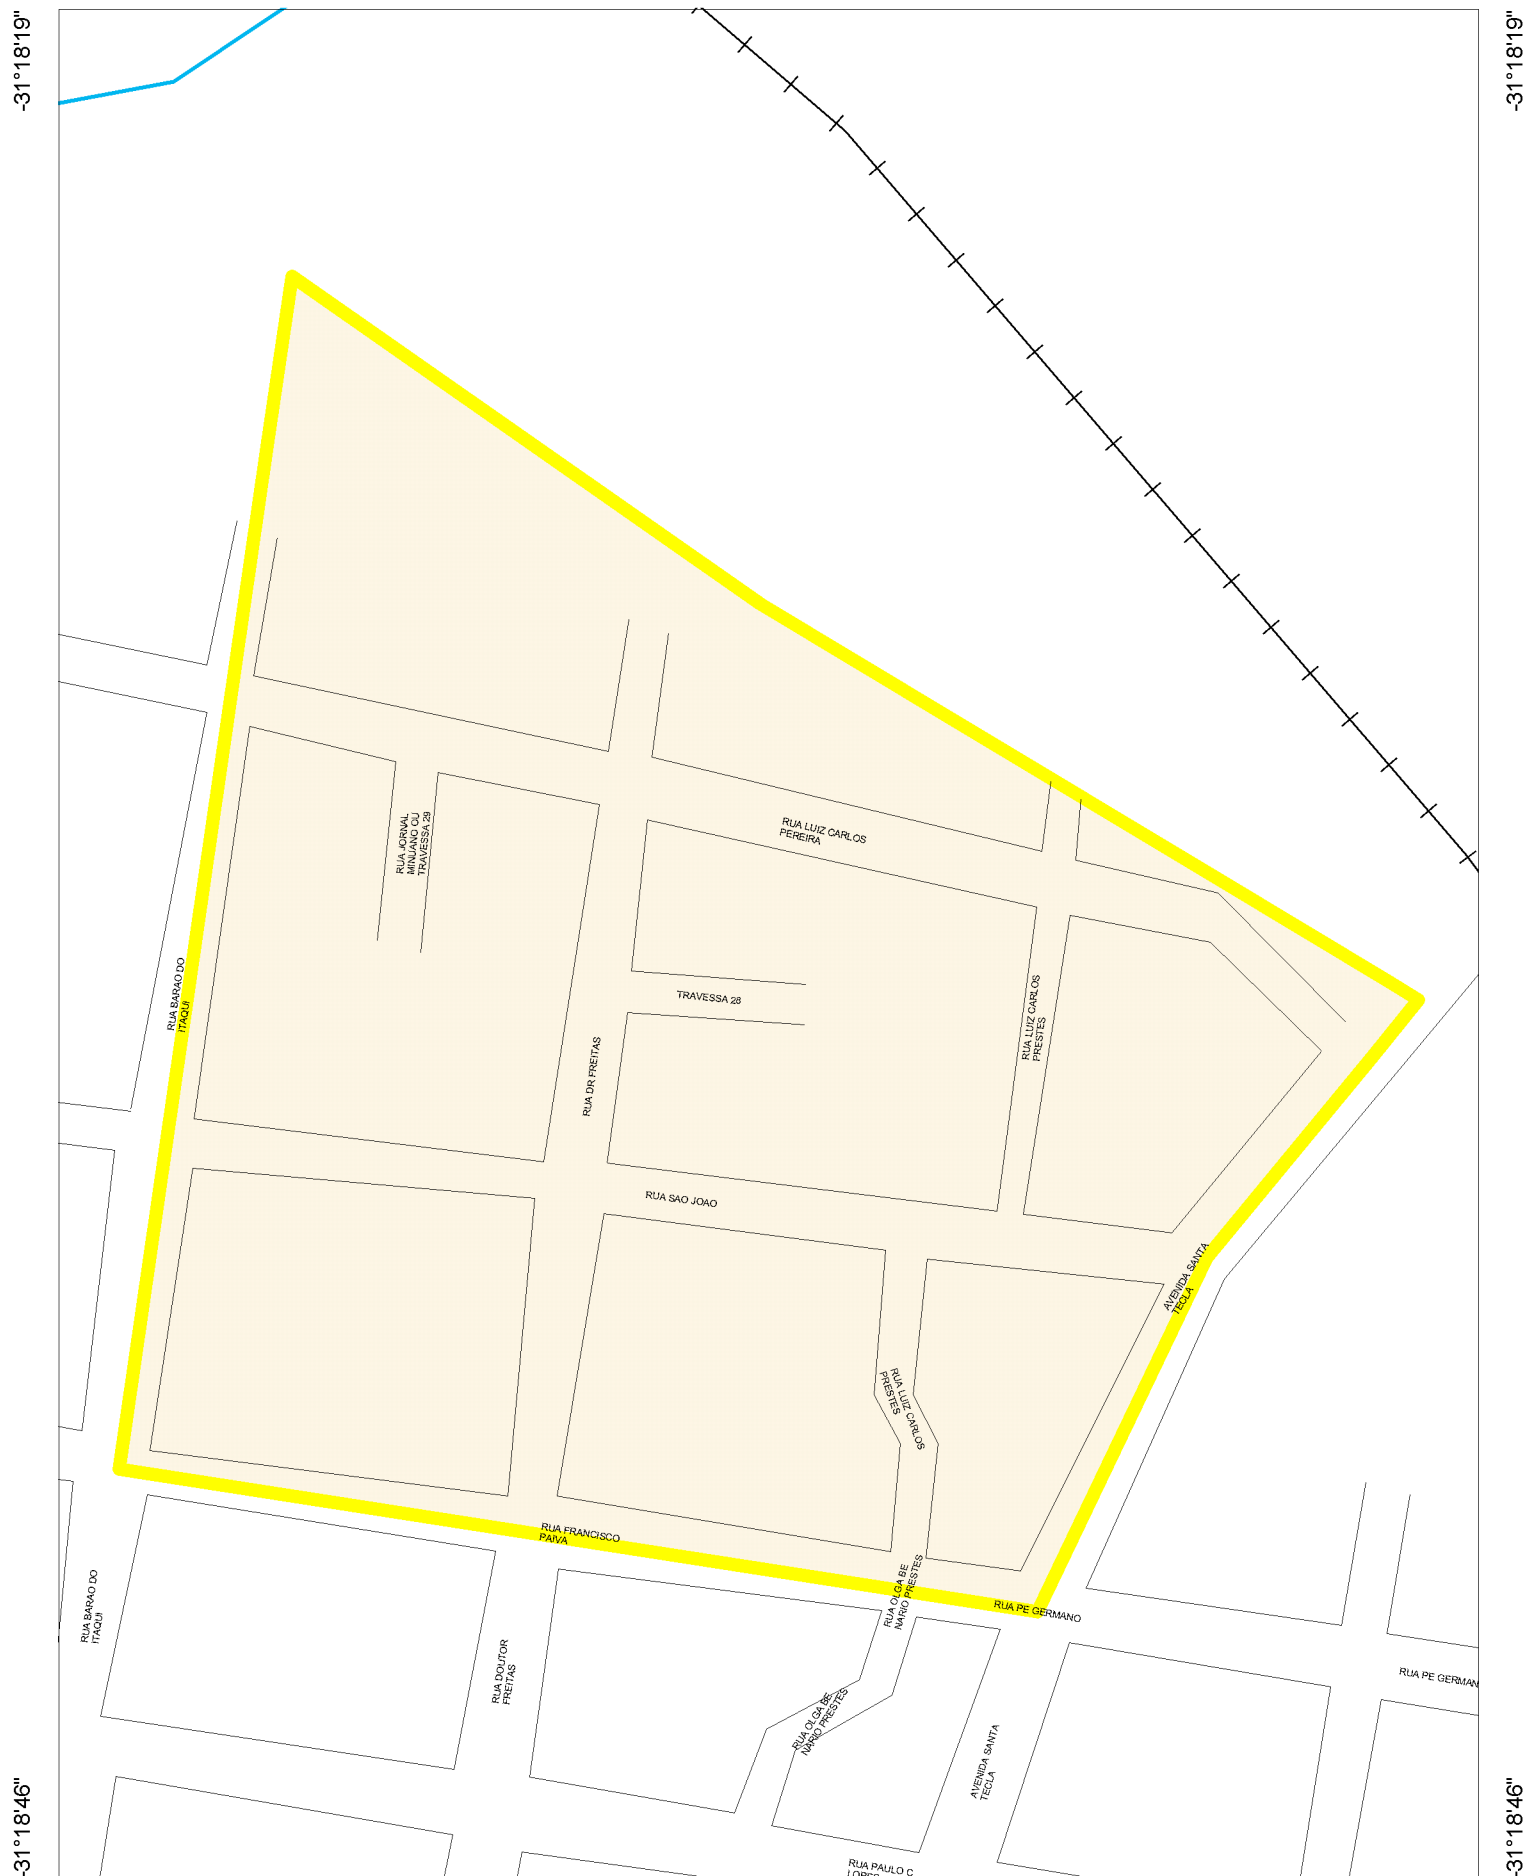 -31°18'19"
-31°18'19"
RUA JORNAL
MINUANO OU
TRAVESSA 29
RUA LUIZ CARLOS
PEREIRA
RUA BARAO DO
ITAQUI
TRAVESSA 28
RUA LUIZ CARLOS
PRESTES
RUA DR FREITAS
RUA SAO JOAO
AVENIDA SANTA
TECLA
RUA LUIZ CARLOS
PRESTES
RUA FRANCISCO
PAIVA
RUA OLGA BE
NARIO PRESTES
RUA PE GERMANO
RUA BARAO DO
ITAQUI
RUA DOUTOR
FREITAS
RUA PE GERMAN
RUA OLGA BE
NARIO PRESTES
AVENIDA SANTA
TECLA
-31°18'46"
-31°18'46"
RUA PAULO C
LOPES